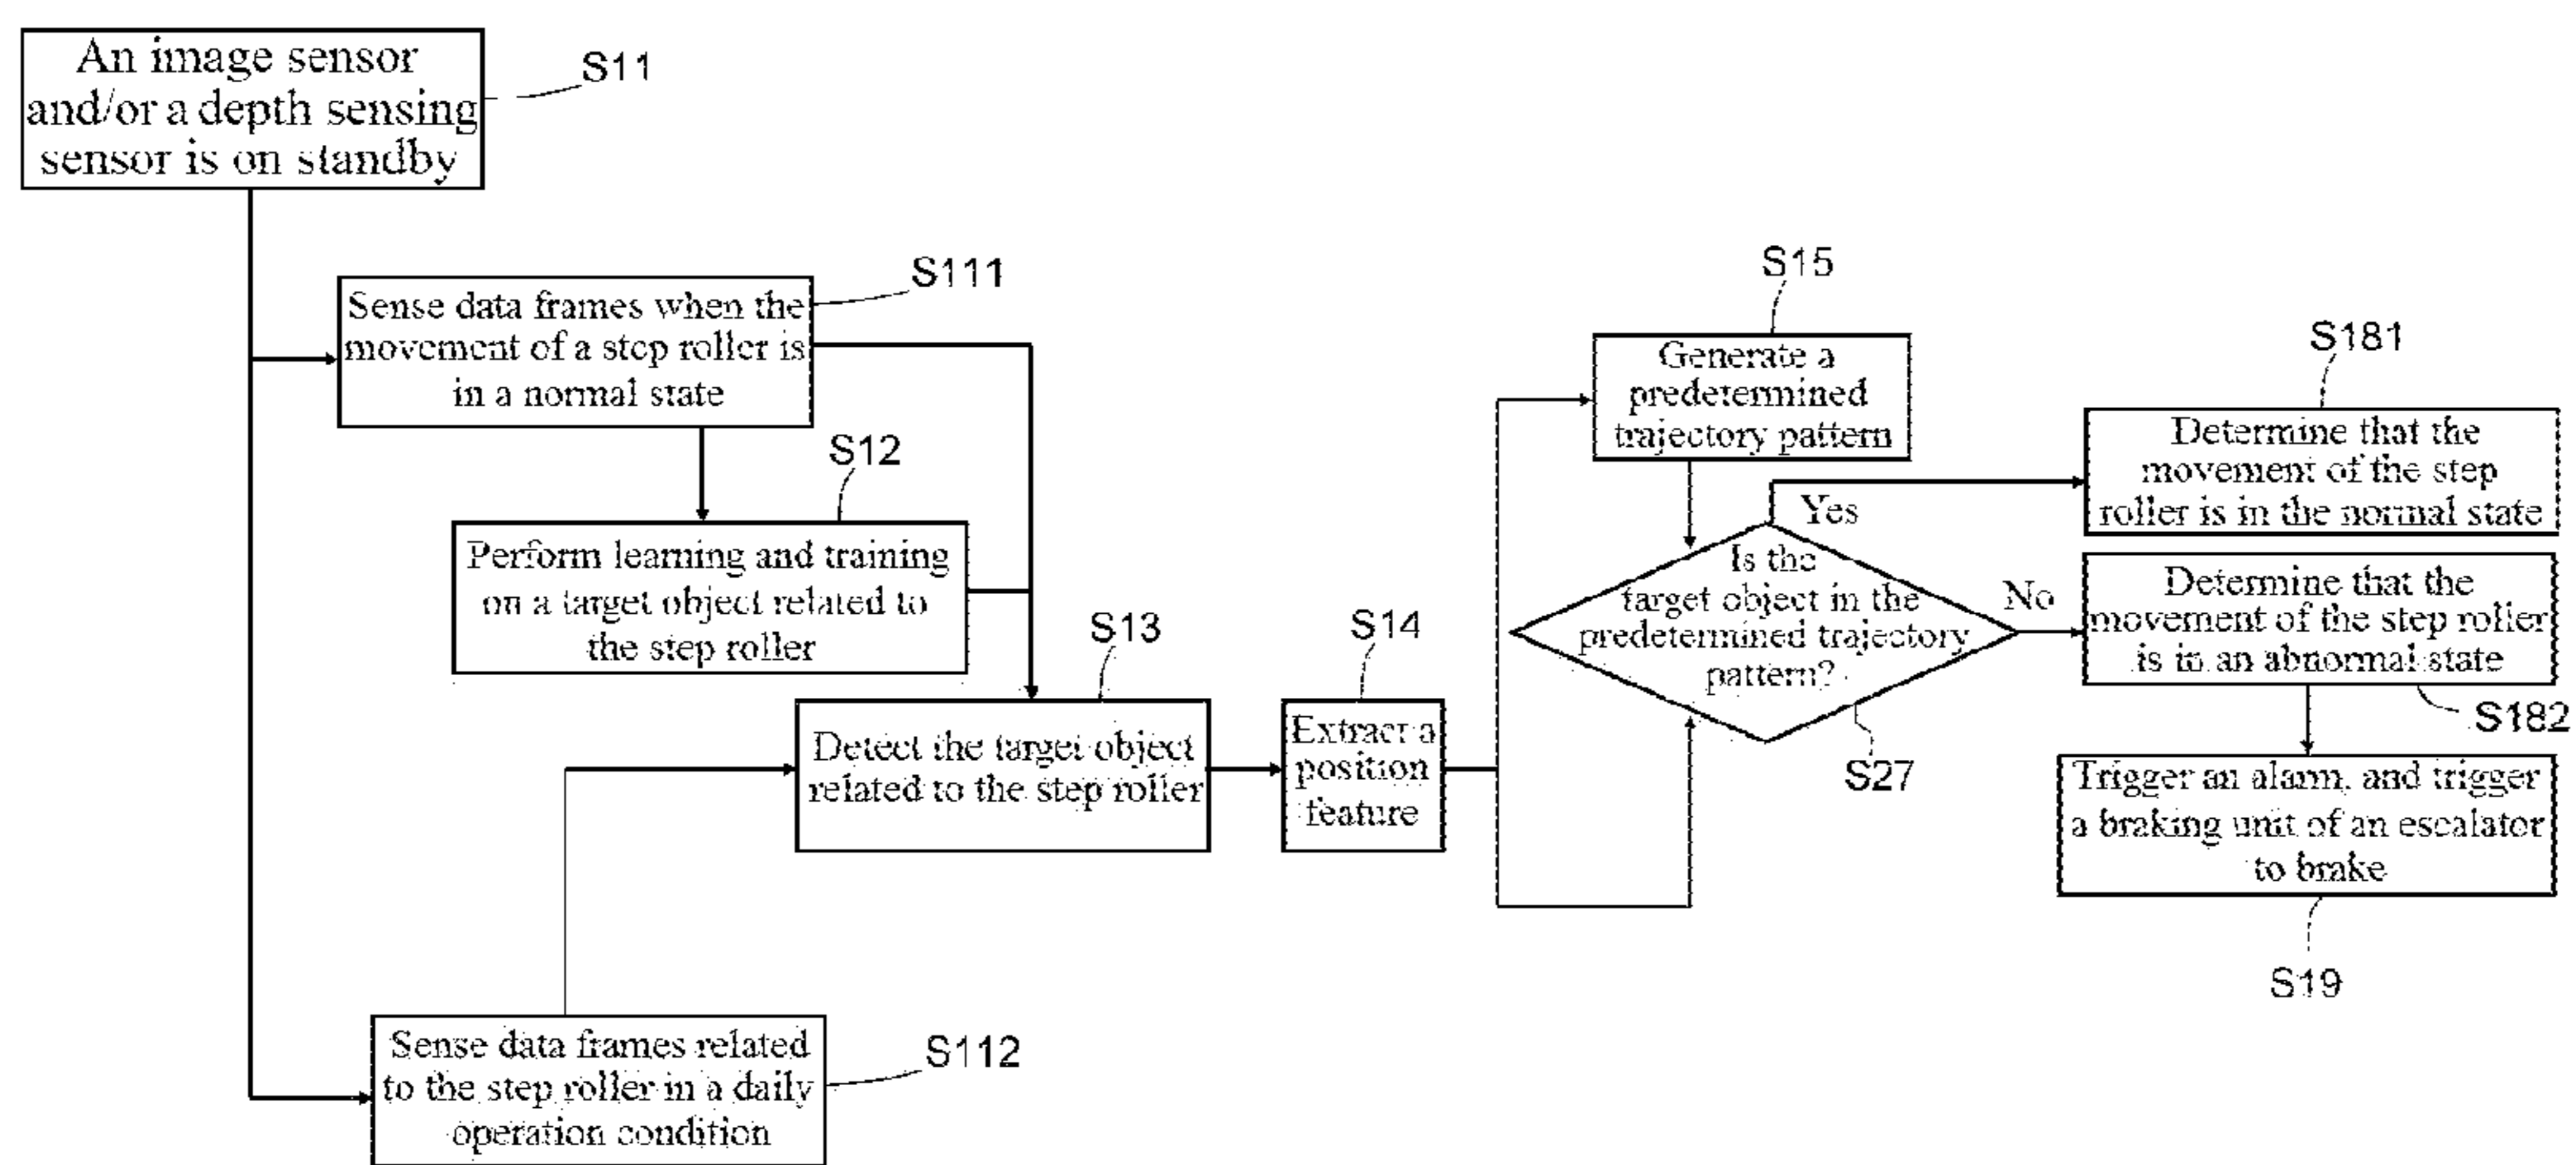 An image sensor
and/or a depth sensing
sensor is on standby
S11
Sense data frames when the
movement of a step roller is
in a normal state
S111
S12
Perform learning and training
on a target object related to
the step roller
S13
Detect the target object
related to the step roller
S14
Extract a
position
feature
S15
Generate a
predetermined
trajectory pattern
Is the
target object in the
predetermined trajectory
pattern?
Yes
No
S27
S181
Determine that the
movement of the step
roller is in the normal state
Determine that the
movement of the step roller
is in an abnormal state
S182
Trigger an alarm, and trigger
a braking unit of an escalator
to brake
S19
Sense data frames related
to the step roller in a daily
operation condition
S112